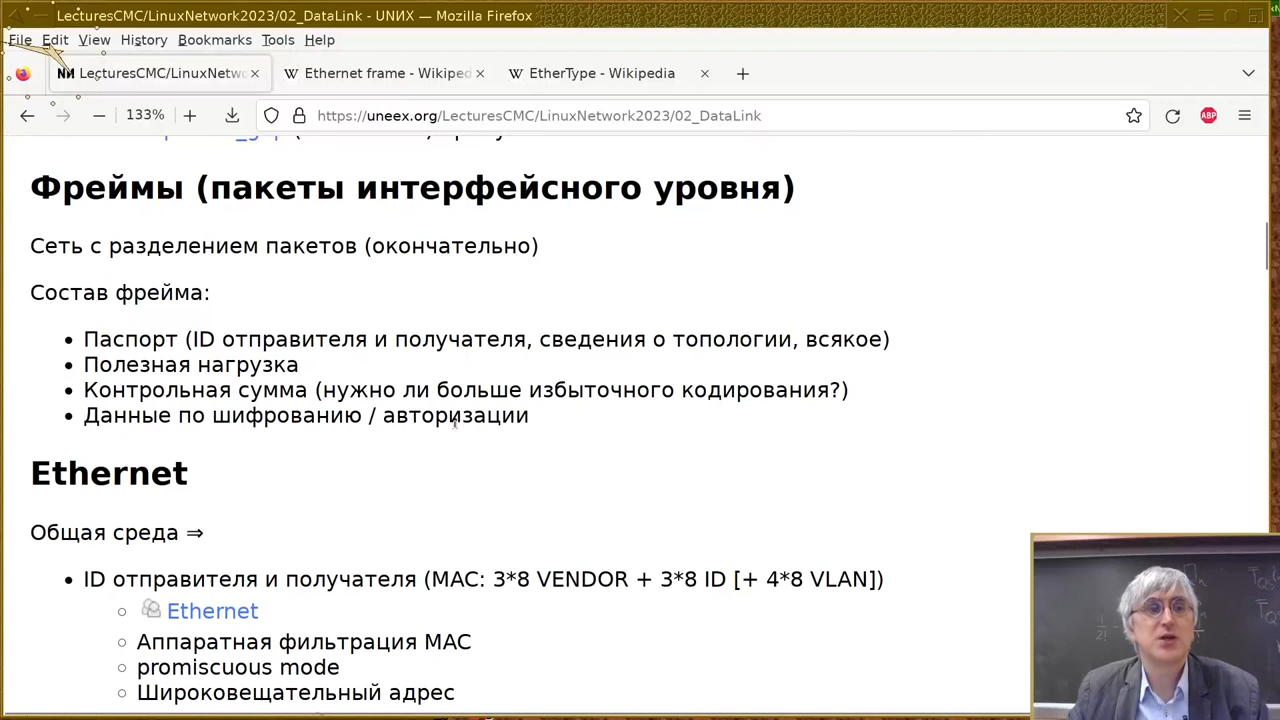 LecturesCMC/LinuxNetwork2023/02_DataLink - UNИX — Mozilla Firefox
File Edit View History Bookmarks Tools Help
LecturesCMC/LinuxNetwo
Ethernet frame - Wikiped
EtherType - Wikipedia
133%
https://uneex.org/LecturesCMC/LinuxNetwork2023/02_DataLink
ABP
Фреймы (пакеты интерфейсного уровня)
Сеть с разделением пакетов (окончательно)
Состав фрейма:
• Паспорт (ID отправителя и получателя, сведения о топологии, всякое)
• Полезная нагрузка
• Контрольная сумма (нужно ли больше избыточного кодирования?)
• Данные по шифрованию / авторизации
Ethernet
Общая среда ⇒
• ID отправителя и получателя (MAC: 3*8 VENDOR + 3*8 ID [+ 4*8 VLAN])
Ethernet
Аппаратная фильтрация MAC
promiscuous mode
Широковещательный адрес